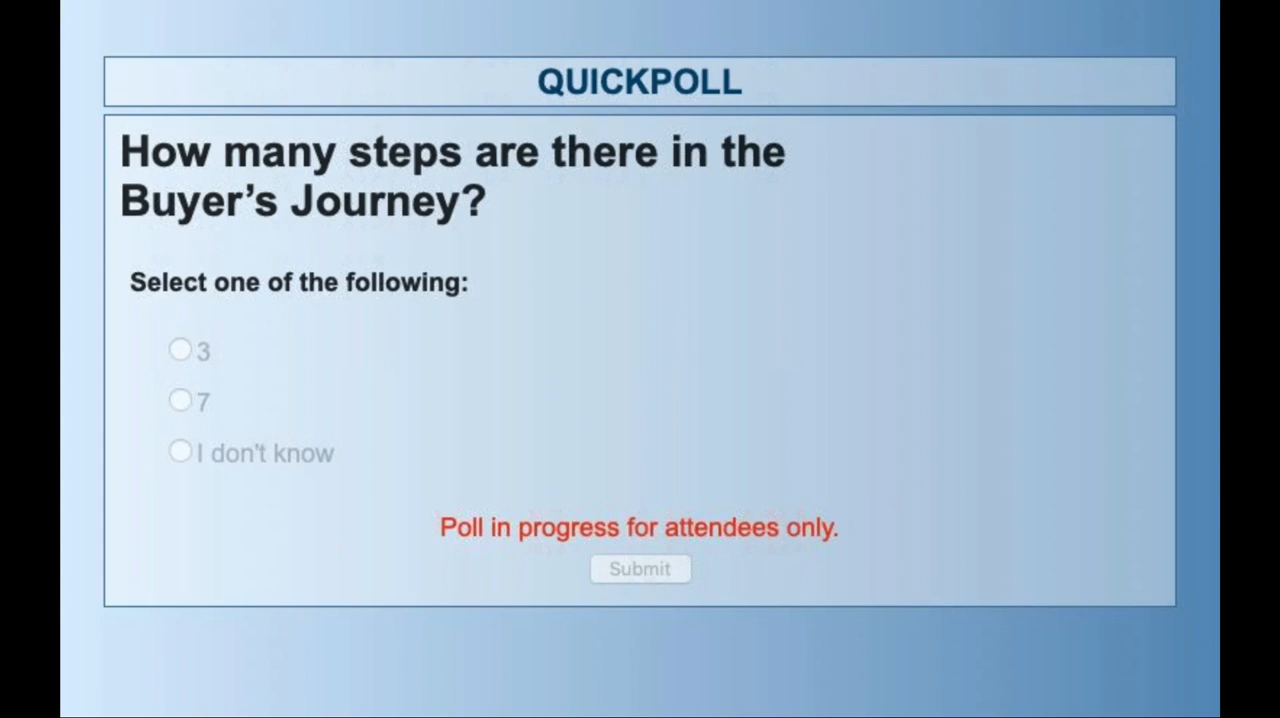 QUICKPOLL
How many steps are there in the
Buyer’s Journey?
Select one of the following:
3
7
I don't know
Poll in progress for attendees only.
Submit